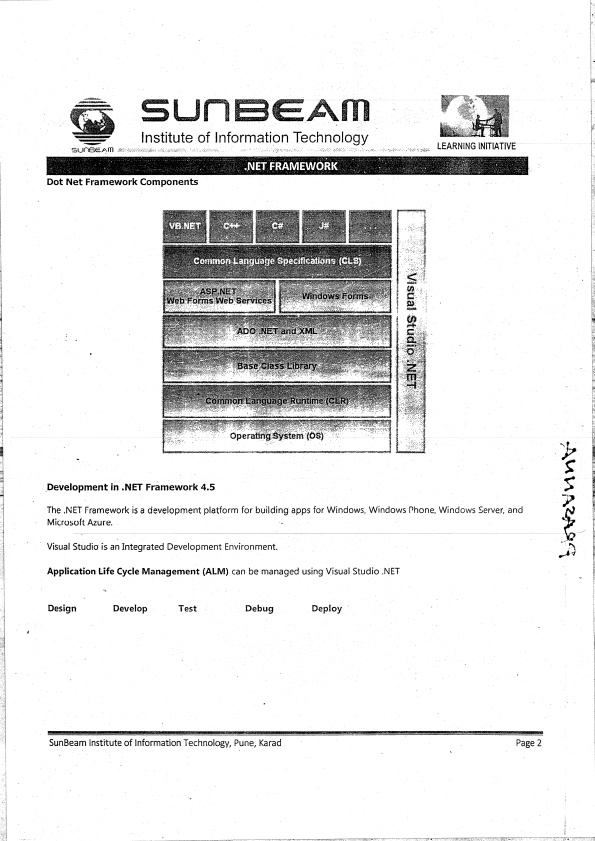 SUNBEAM
Institute of Information Technology
SUNBEAM
LEARNING INITIATIVE
.NET FRAMEWORK
Dot Net Framework Components
VB.NET C++ C# J# ...
Common Language Specifications (CLS)
ASP.NET
Web Forms Web Services
Windows Forms
ADO .NET and XML
Base Class Library
Common Language Runtime (CLR)
Operating System (OS)
Visual Studio .NET
Development in .NET Framework 4.5
The .NET Framework is a development platform for building apps for Windows, Windows Phone, Windows Server, and
Microsoft Azure.
Visual Studio is an Integrated Development Environment.
Application Life Cycle Management (ALM) can be managed using Visual Studio .NET
Design Develop Test Debug Deploy
SunBeam Institute of Information Technology, Pune, Karad
Page 2